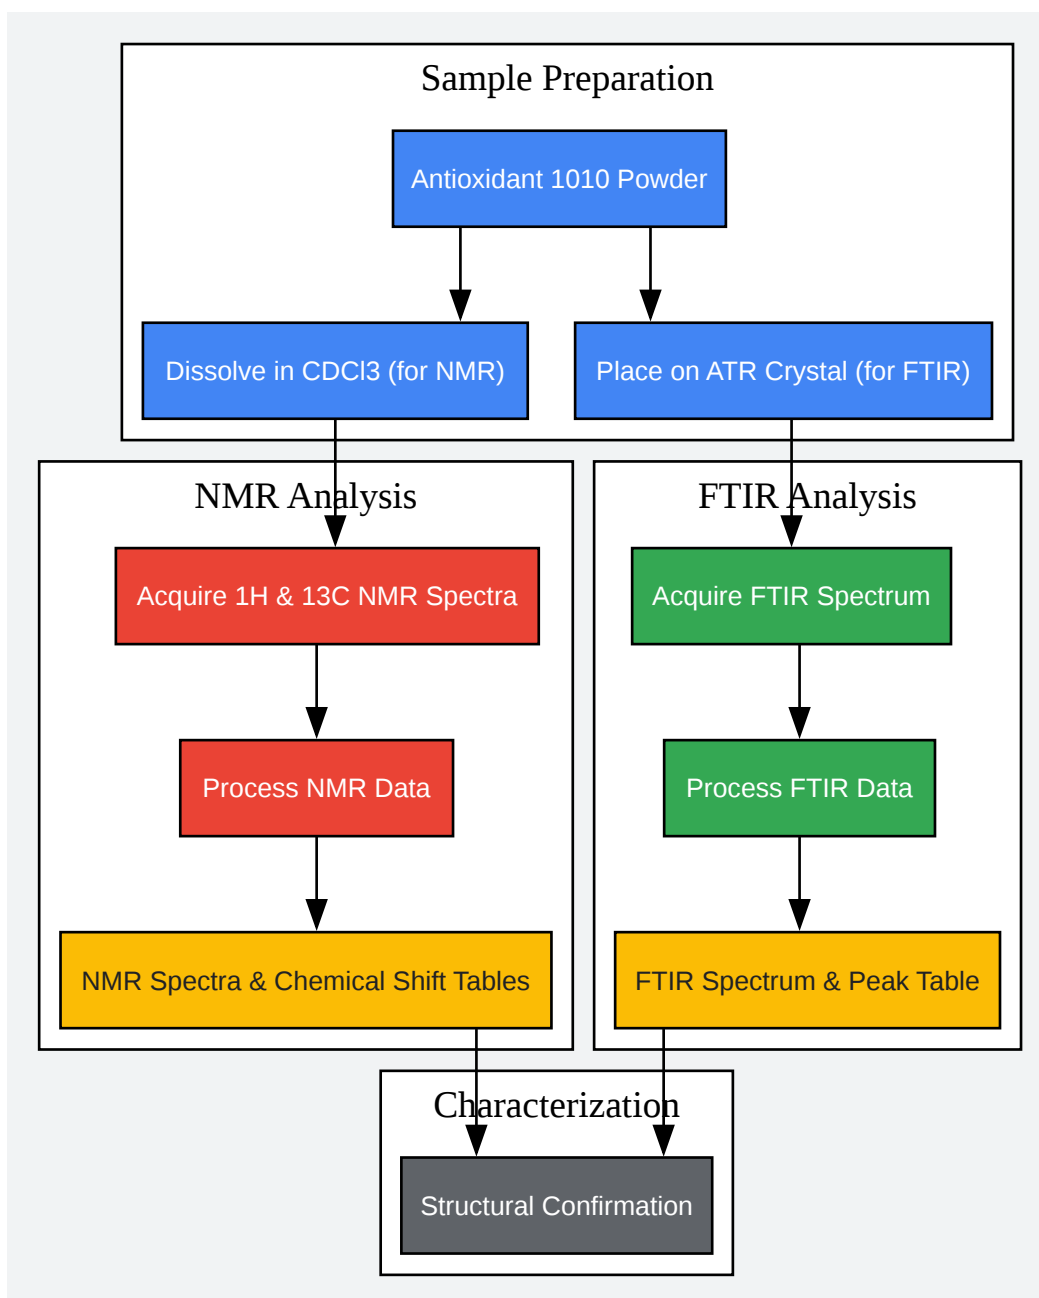 Sample Preparation
Antioxidant 1010 Powder
Dissolve in CDCl3 (for NMR)
Place on ATR Crystal (for FTIR)
NMR Analysis
FTIR Analysis
Acquire 1H & 13C NMR Spectra
Acquire FTIR Spectrum
Process NMR Data
Process FTIR Data
NMR Spectra & Chemical Shift Tables
FTIR Spectrum & Peak Table
Characterization
Structural Confirmation